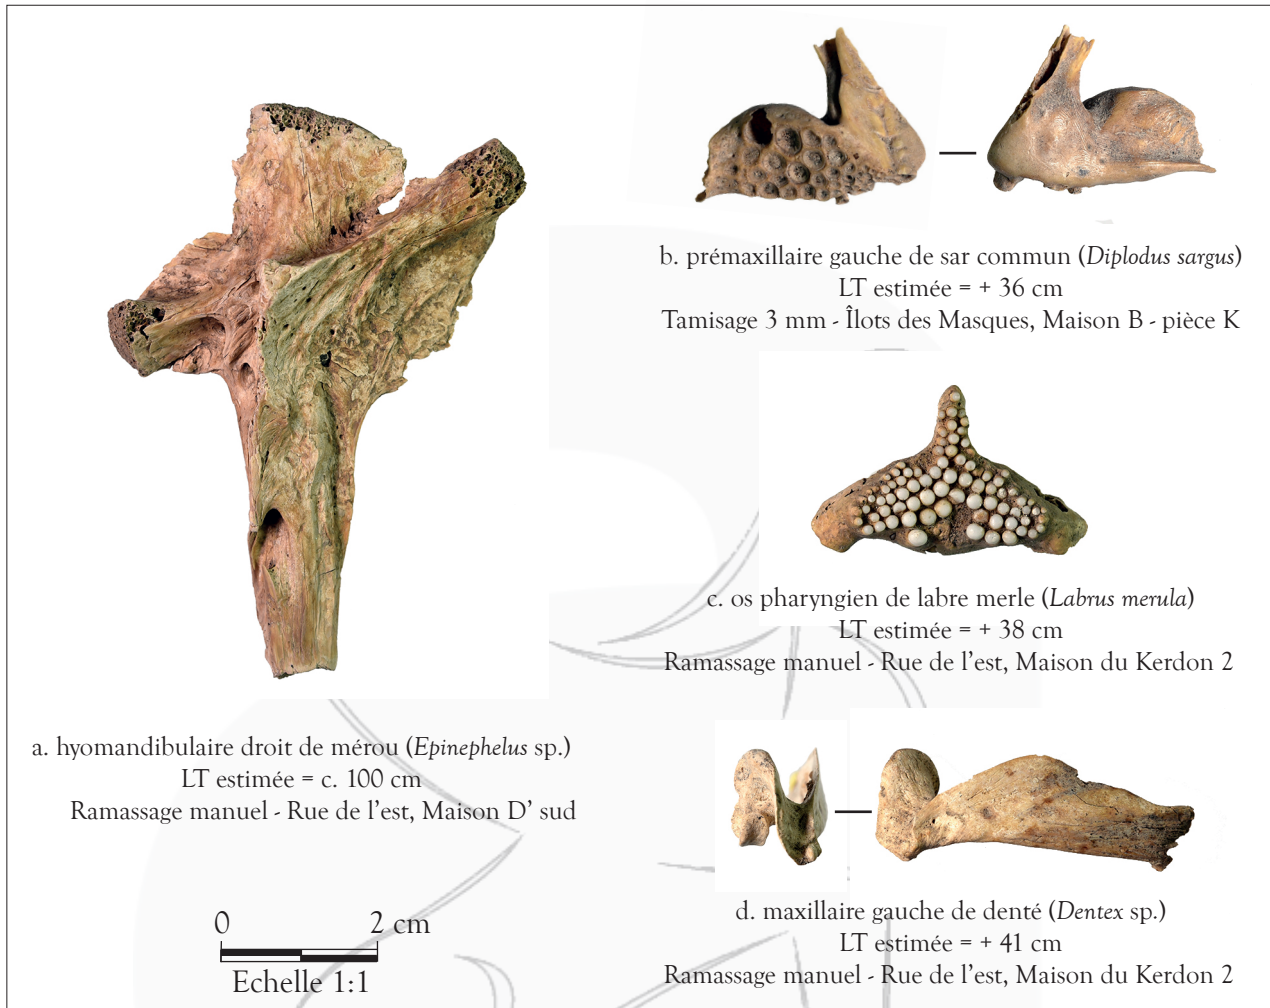 b. prémaxillaire gauche de sar commun (Diplodus sargus)
LT estimée = + 36 cm
Tamisage 3 mm - Îlots des Masques, Maison B - pièce K
c. os pharyngien de labre merle (Labrus merula)
LT estimée = + 38 cm
Ramassage manuel - Rue de l'est, Maison du Kerdon 2
a. hyomandibulaire droit de mérou (Epinephelus sp.)
LT estimée = c. 100 cm
Ramassage manuel - Rue de l'est, Maison D' sud
d. maxillaire gauche de denté (Dentex sp.)
LT estimée = + 41 cm
Ramassage manuel - Rue de l'est, Maison du Kerdon 2
0 2 cm
Echelle 1:1